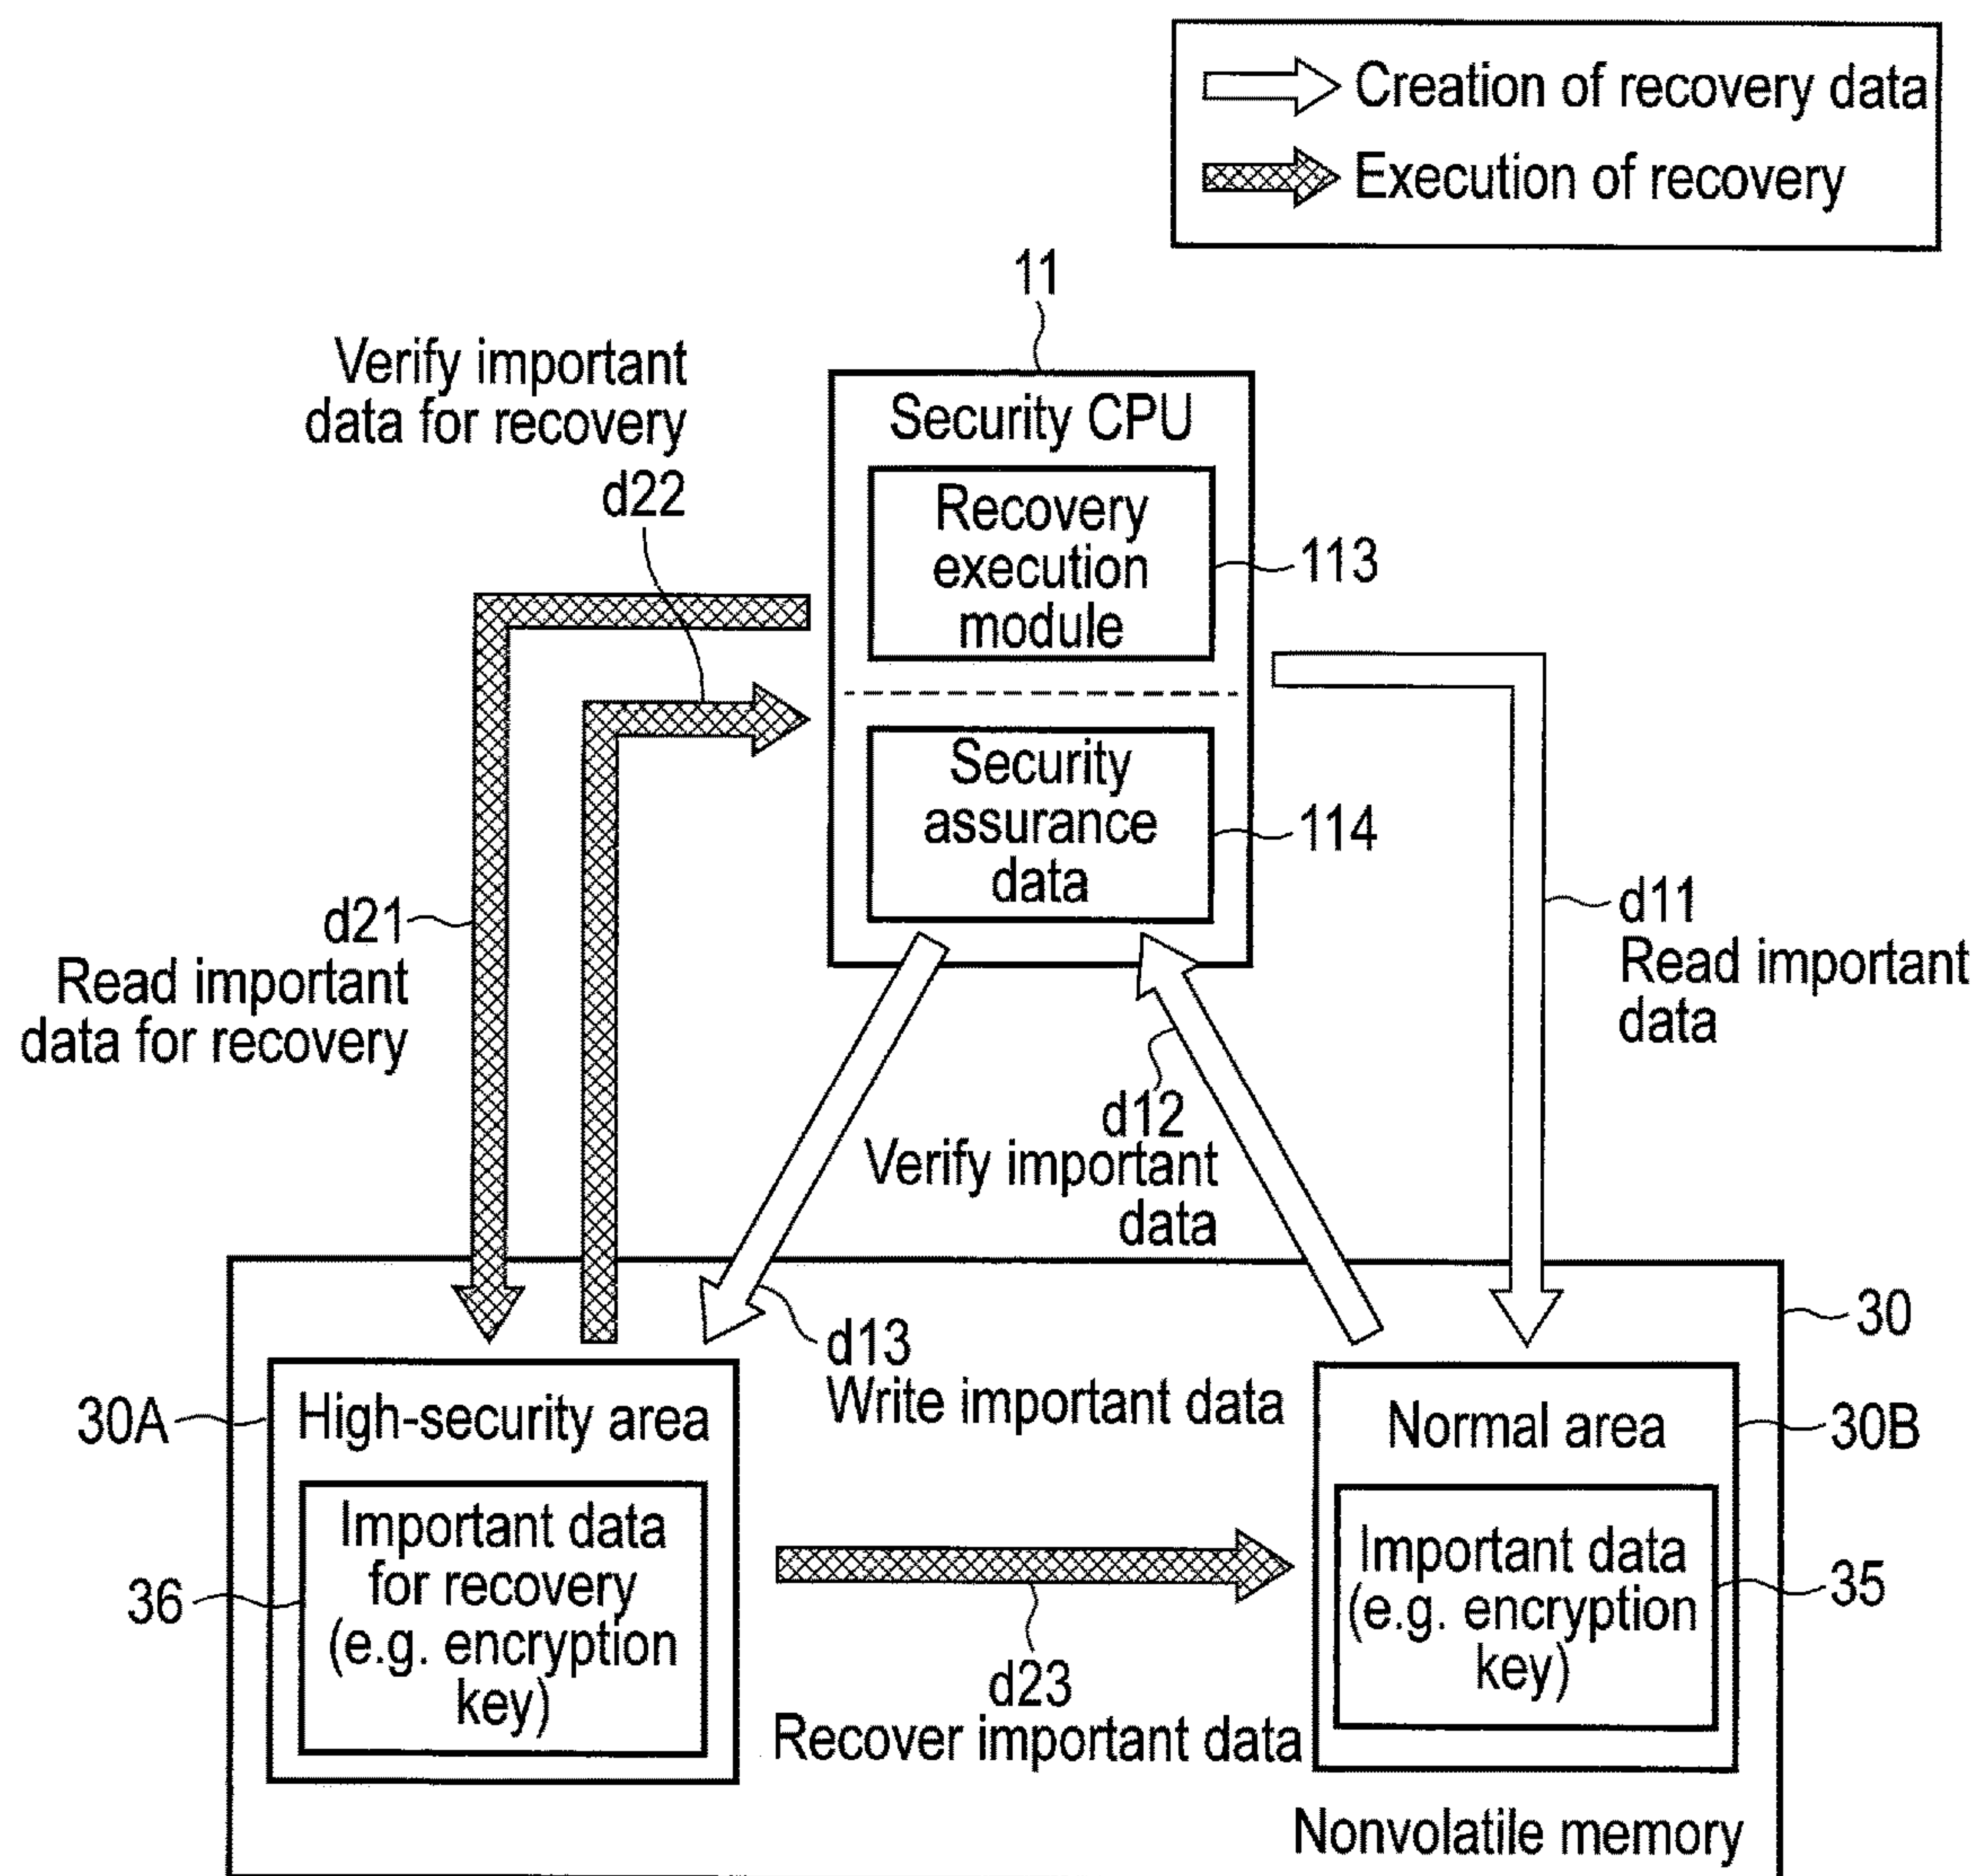 Creation of recovery data
Execution of recovery
11
Verify important
data for recovery
d22
Security CPU
Recovery
execution
module
113
Security
assurance
data
114
d21
Read important
data for recovery
d11
Read important
data
d12
Verify important
data
30
d13
Write important data
30A
High-security area
Normal area
30B
36
Important data
for recovery
(e.g. encryption
key)
Important data
(e.g. encryption
key)
35
d23
Recover important data
Nonvolatile memory